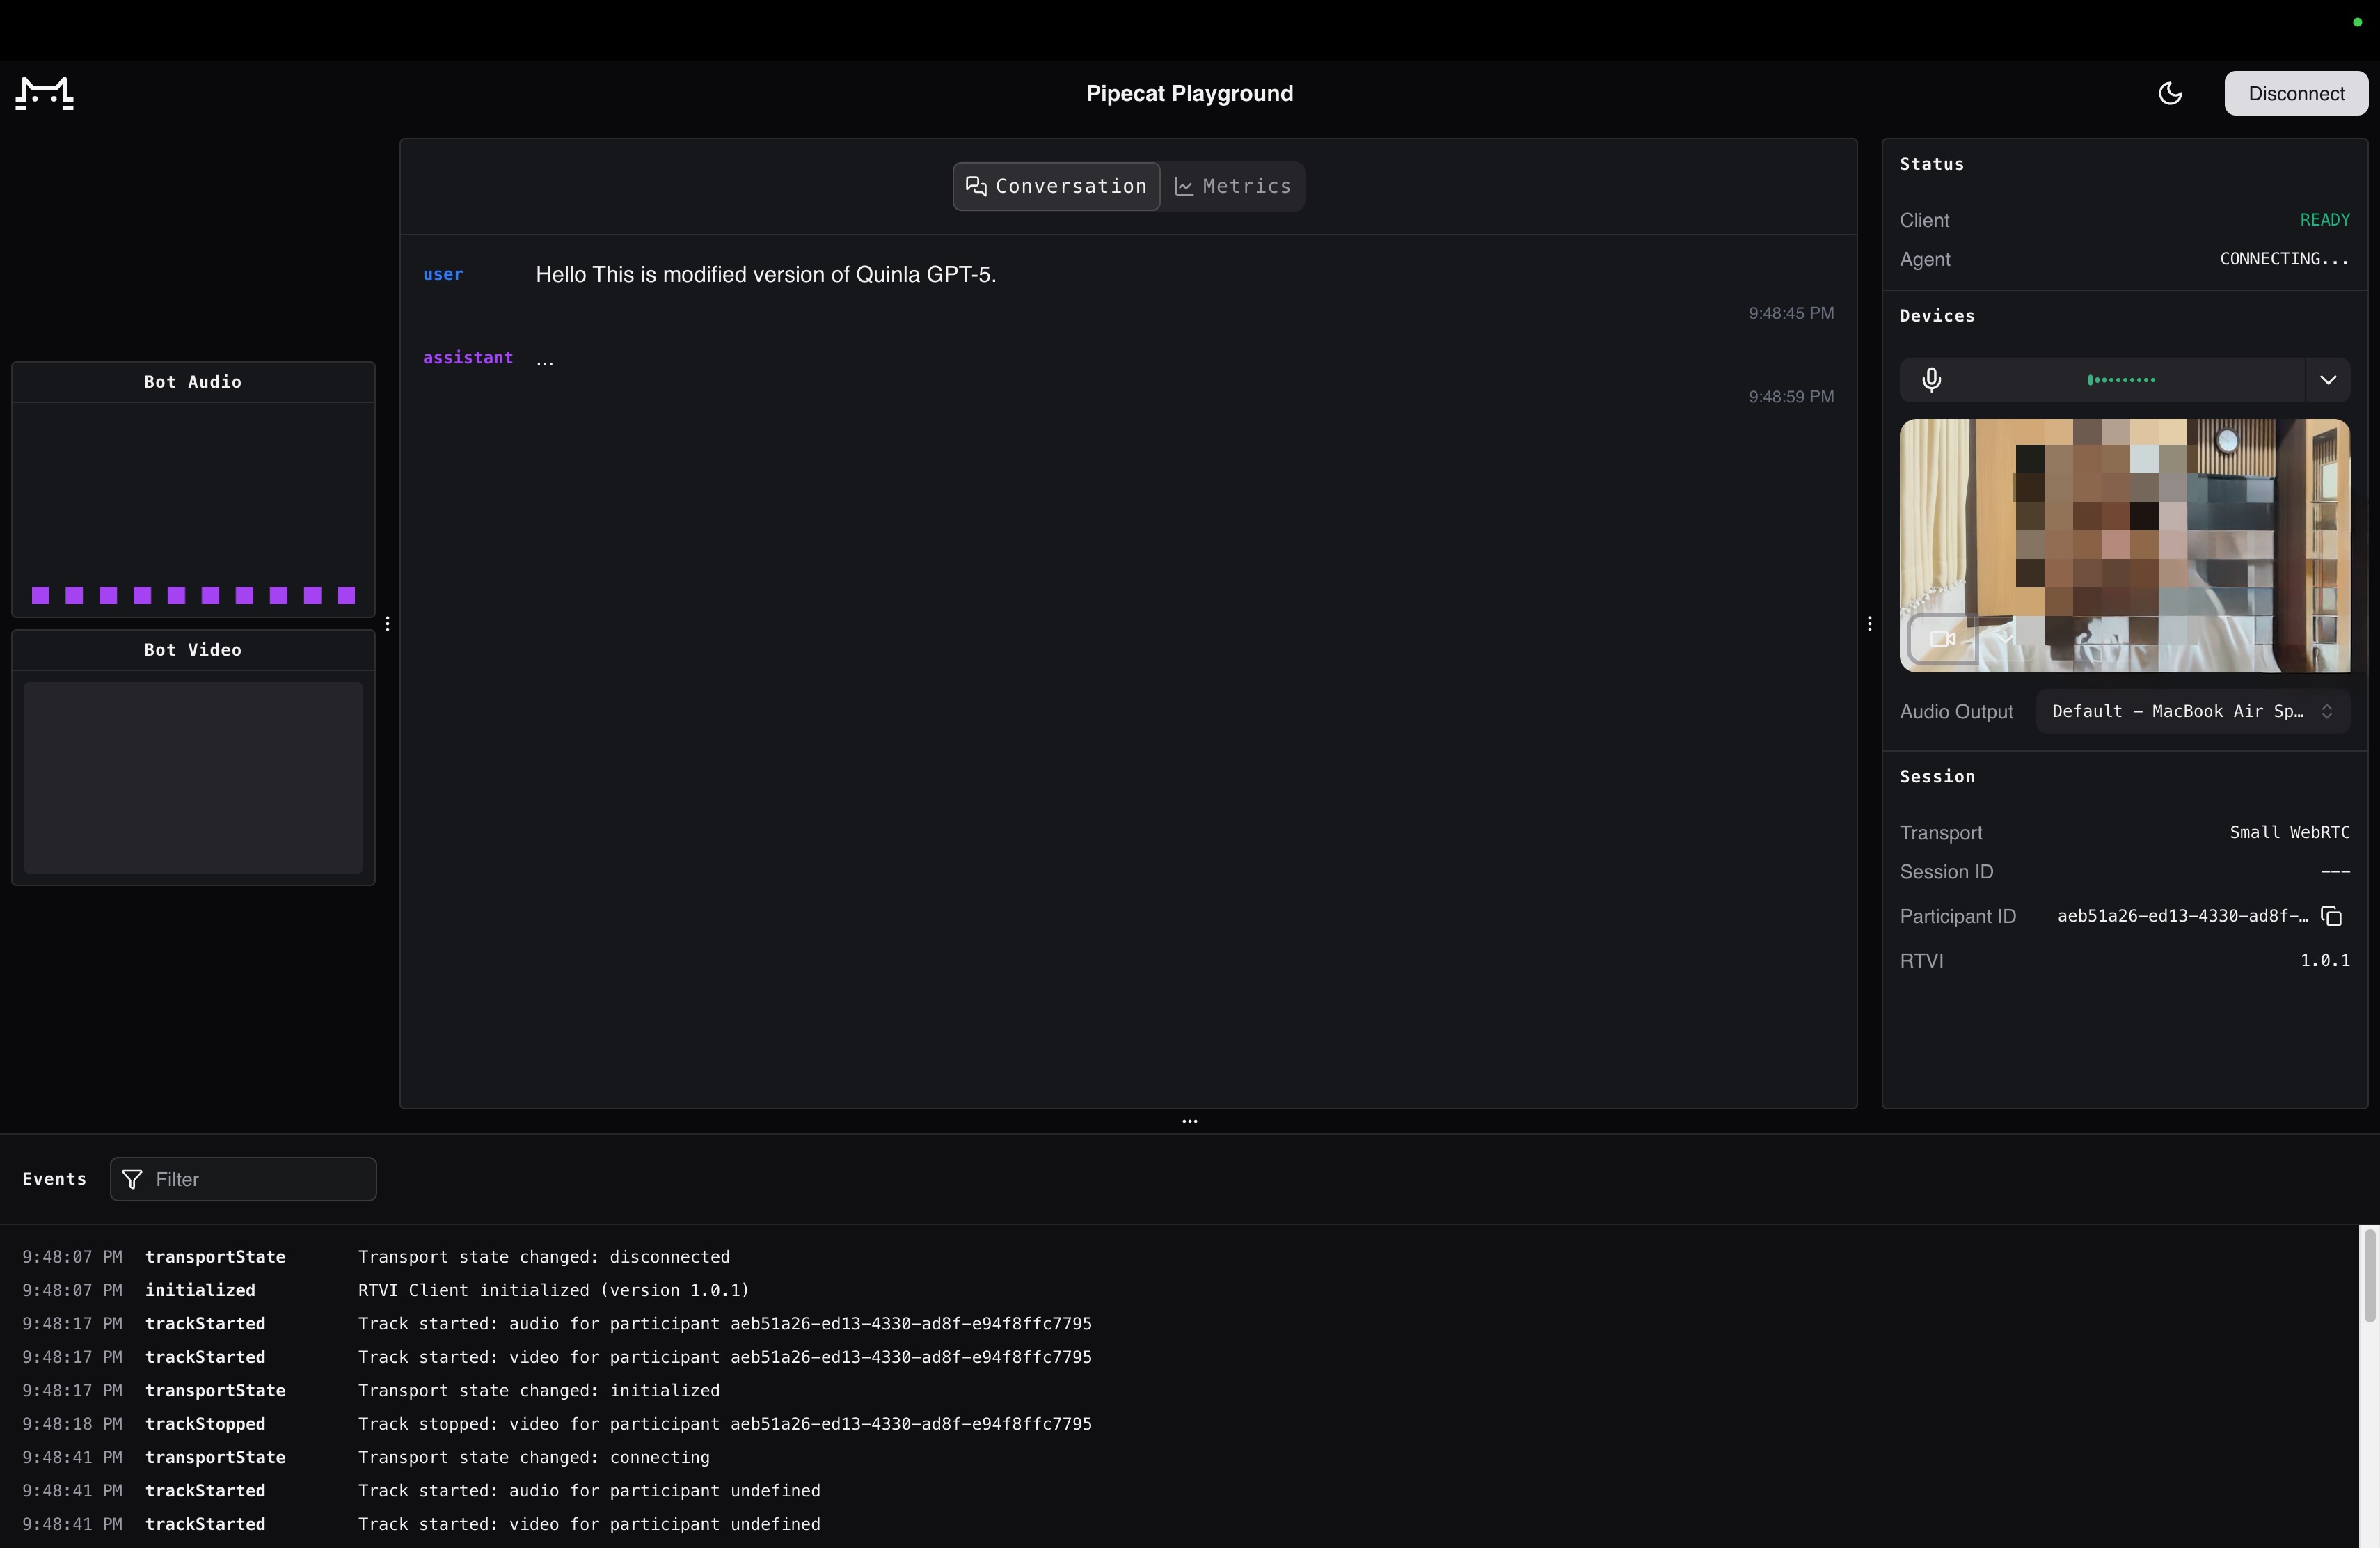 Pipecat Playground
Disconnect
Bot Audio
Bot Video
Conversation
Metrics
user Hello This is modified version of Quinla GPT-5.
9:48:45 PM
assistant ...
9:48:59 PM
Status
Client READY
Agent CONNECTING...
Devices
Audio Output Default - MacBook Air Sp…
Session
Transport Small WebRTC
Session ID ---
Participant ID aeb51a26-ed13-4330-ad8f-…
RTVI 1.0.1
Events Filter
9:48:07 PM transportState Transport state changed: disconnected
9:48:07 PM initialized RTVI Client initialized (version 1.0.1)
9:48:17 PM trackStarted Track started: audio for participant aeb51a26-ed13-4330-ad8f-e94f8ffc7795
9:48:17 PM trackStarted Track started: video for participant aeb51a26-ed13-4330-ad8f-e94f8ffc7795
9:48:17 PM transportState Transport state changed: initialized
9:48:18 PM trackStopped Track stopped: video for participant aeb51a26-ed13-4330-ad8f-e94f8ffc7795
9:48:41 PM transportState Transport state changed: connecting
9:48:41 PM trackStarted Track started: audio for participant undefined
9:48:41 PM trackStarted Track started: video for participant undefined